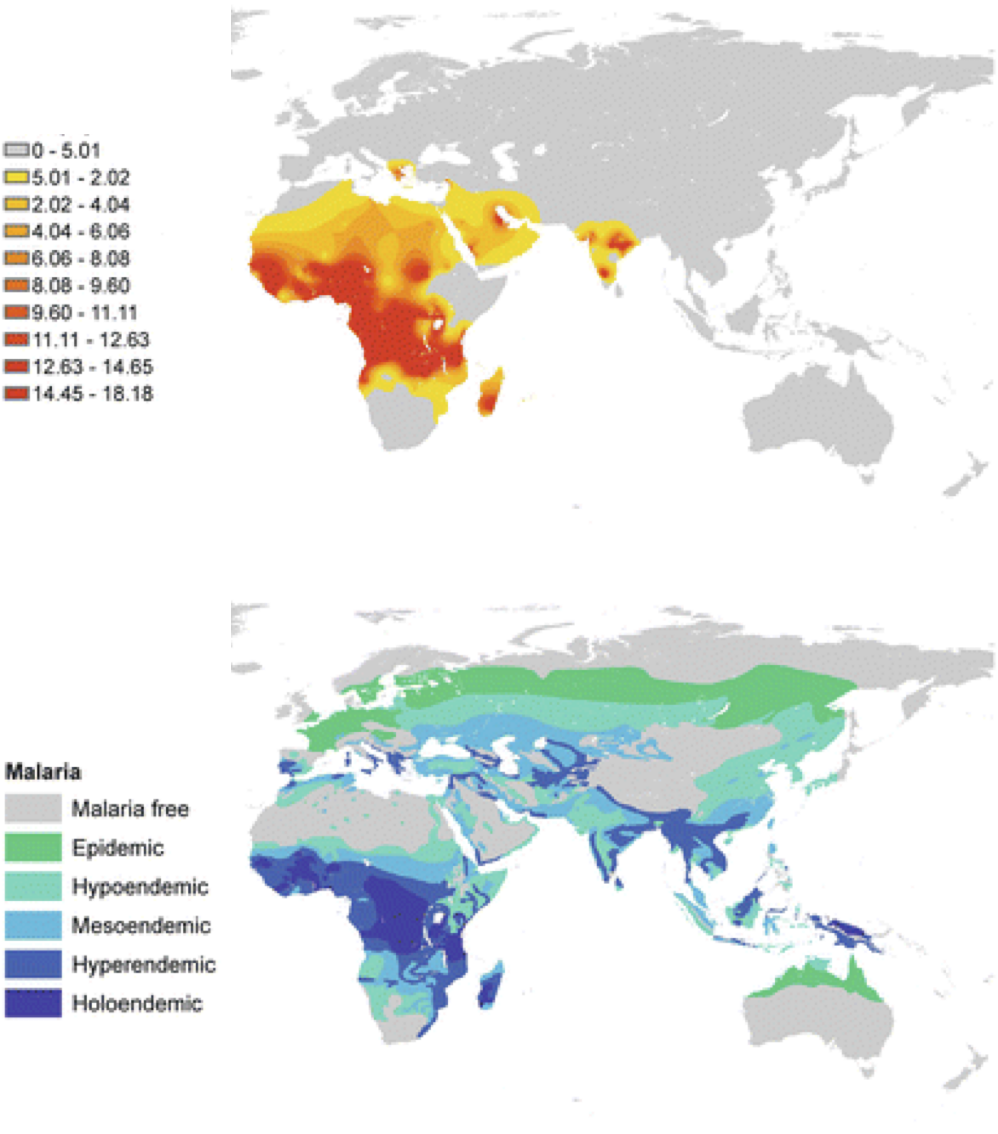 0 - 5.01
5.01 - 2.02
2.02 - 4.04
4.04 - 6.06
6.06 - 8.08
8.08 - 9.60
9.60 - 11.11
11.11 - 12.63
12.63 - 14.65
14.45 - 18.18
Malaria
Malaria free
Epidemic
Hypoendemic
Mesoendemic
Hyperendemic
Holoendemic